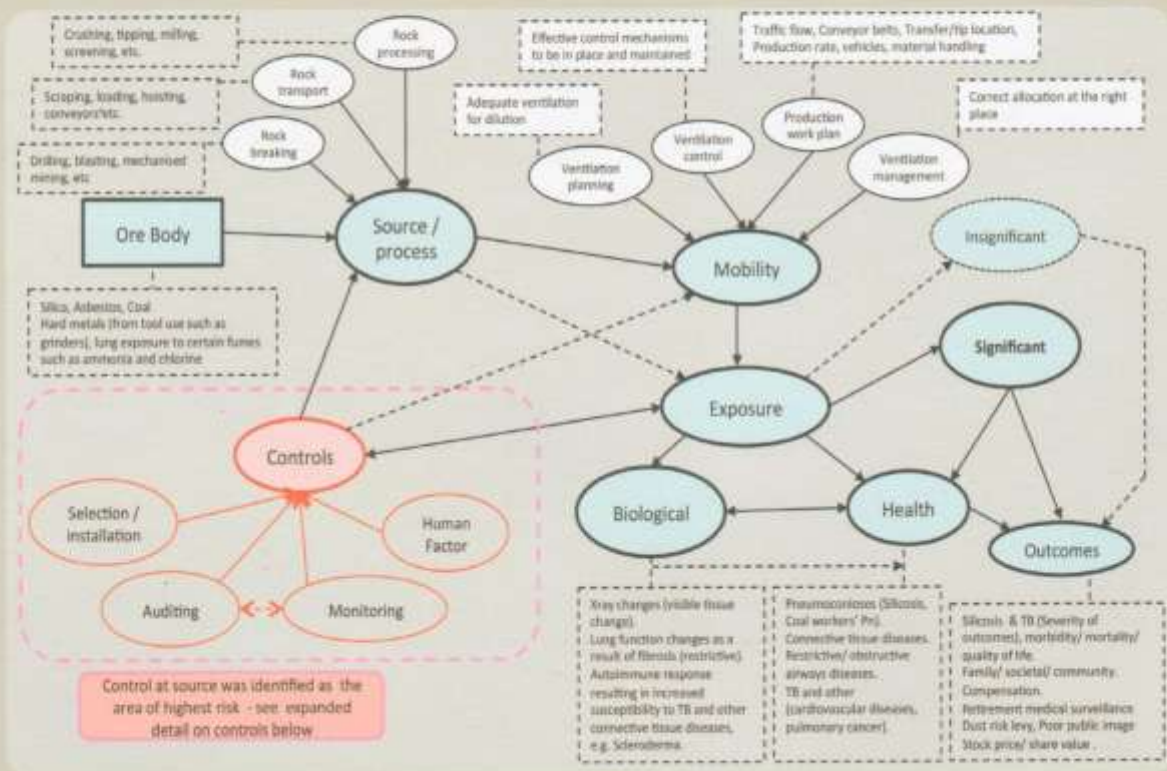 Crushing, tipping, milling,
screening, etc.
Rock
processing
Effective control mechanisms
to be in place and maintained
Traffic flow, Conveyor belts, Transfer/tip location,
Production rate, vehicles, material handling
Scraping, loading, hoisting,
conveyors etc.
Rock
transport
Adequate ventilation
for dilution
Correct allocation at the right
place
Drilling, blasting, mechanised
mining, etc
Rock
breaking
Ventilation
planning
Ventilation
control
Production
work plan
Ventilation
management
Ore Body
Source /
process
Mobility
Insignificant
Silica, Asbestos, Coal
Hard metals (from tool use such as
grinders), lung exposure to certain fumes
such as ammonia and chlorine
Significant
Exposure
Controls
Selection /
installation
Human
Factor
Auditing
Monitoring
Biological
Health
Outcomes
Control at source was identified as the
area of highest risk - see expanded
detail on controls below
Xray changes (visible tissue
change).
Lung function changes as a
result of fibrosis (restrictive).
Autoimmune response
resulting in increased
susceptibility to TB and other
connective tissue diseases,
e.g. Scleroderma.
Pneumoconioses (Silicosis,
Coal workers' Pn).
Connective tissue diseases.
Restrictive/ obstructive
airways diseases.
TB and other
(cardiovascular diseases,
pulmonary cancer).
Silicosis & TB (Severity of
outcomes), morbidity/ mortality/
quality of life.
Family/ societal/ community.
Compensation.
Retirement medical surveillance
Dust risk levy, Poor public image
Stock price/ share value